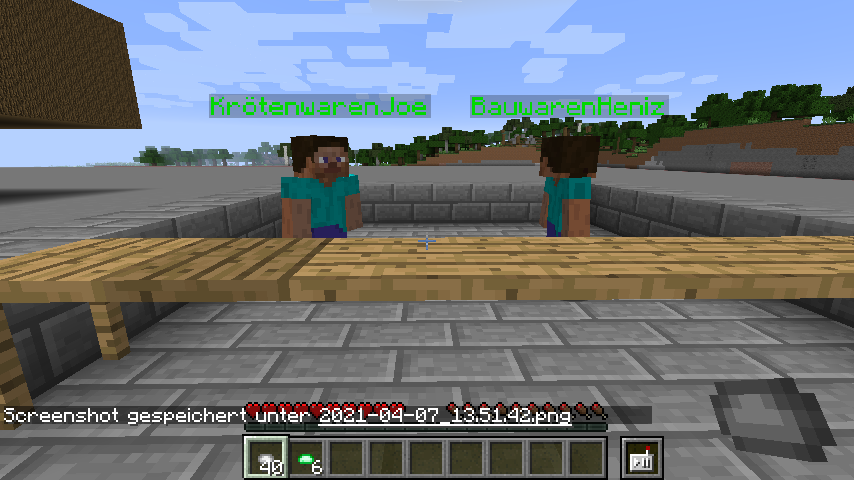 KrötenwarenJoe
BauwarenHeniz
Screenshot gespeichert unter 2021-04-07_13.51.42.png
40
6